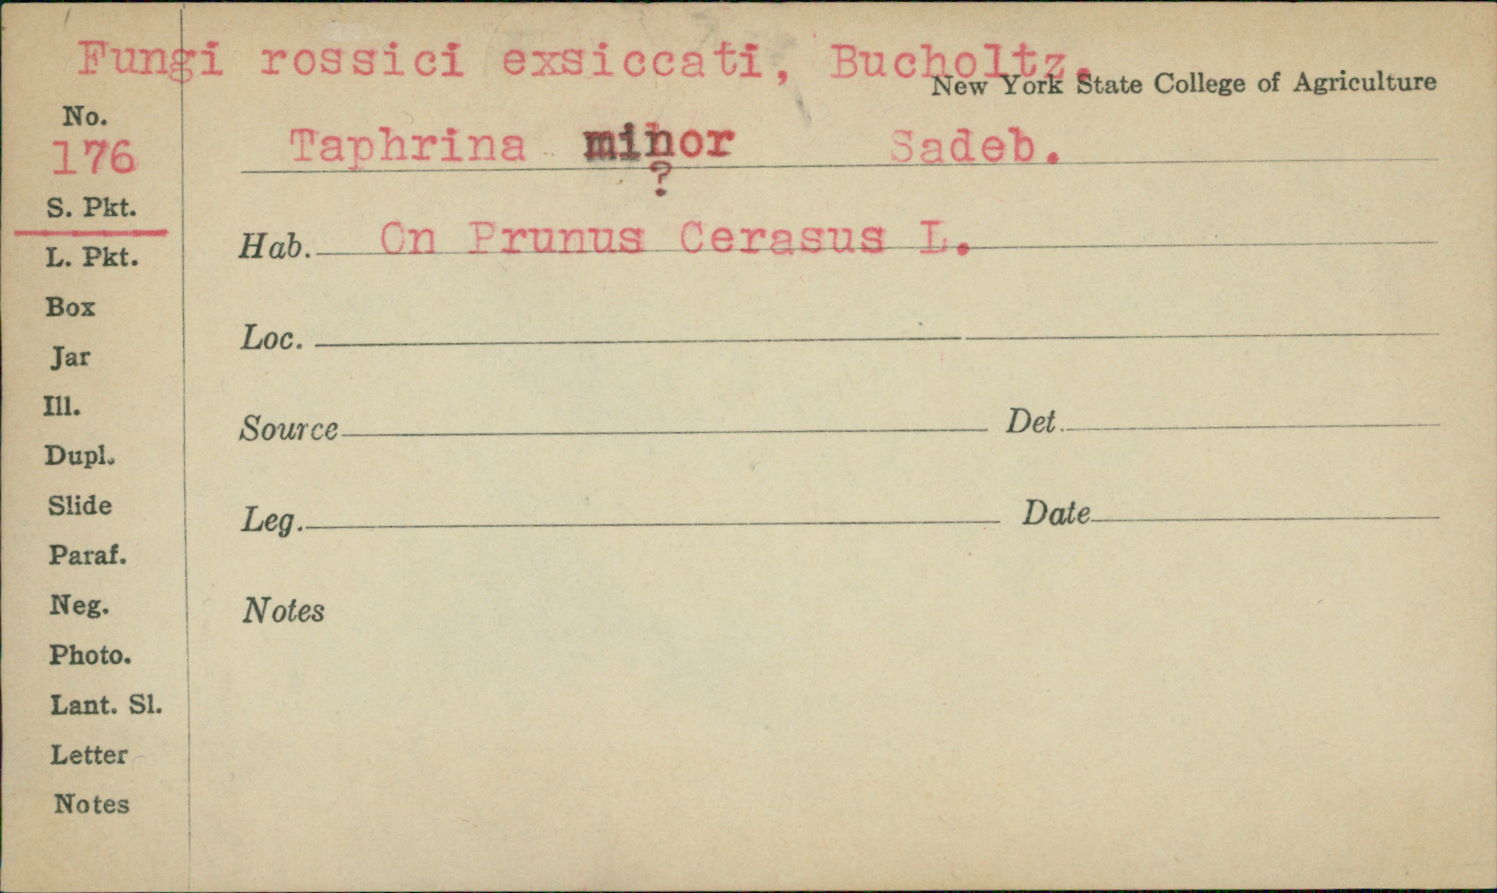 Fungi rossici exsiccati, Bucholtz.
New York State College of Agriculture
No.
176
Taphrina minor Sadeb.
?
S. Pkt.
L. Pkt.
Hab. On Prunus Cerasus L.
Box
Loc.
Jar
Ill.
Source Det.
Dupl.
Slide
Leg. Date
Paraf.
Neg.
Notes
Photo.
Lant. Sl.
Letter
Notes